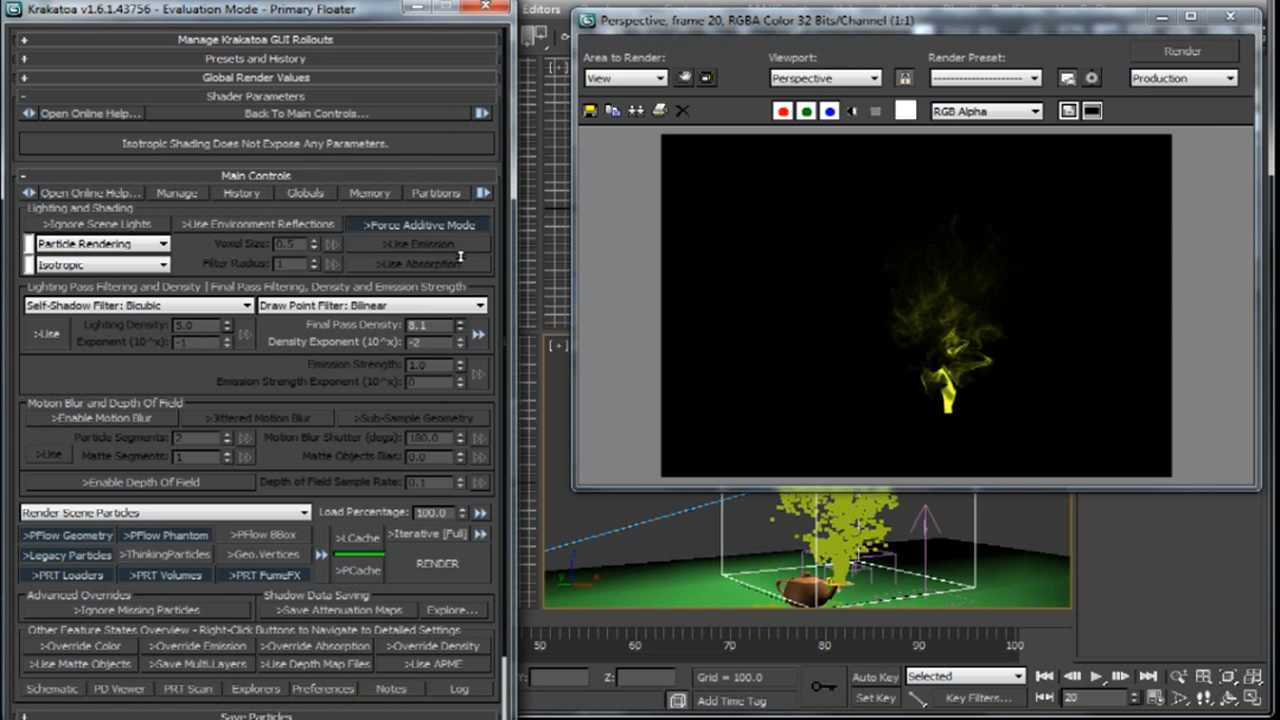 Krakatoa v1.6.1.43756 - Evaluation Mode - Primary Floater
+ Manage Krakatoa GUI Rollouts
+ Presets and History
+ Global Render Values
- Shader Parameters
Open Online Help... Back To Main Controls...
Isotropic Shading Does Not Expose Any Parameters.
- Main Controls
Open Online Help... Manage History Globals Memory Partitions
Lighting and Shading
>Ignore Scene Lights >Use Environment Reflections >Force Additive Mode
Particle Rendering Voxel Size: 0.5 >Use Emission
Isotropic Filter Radius: 1 >Use Absorption
Lighting Pass Filtering and Density | Final Pass Filtering, Density and Emission Strength
Self-Shadow Filter: Bicubic Draw Point Filter: Bilinear
>Use Lighting Density: 5.0 Final Pass Density: 8.1
Exponent (10^x): -1 Density Exponent (10^x): -2
Emission Strength: 1.0
Emission Strength Exponent (10^x): 0
Motion Blur and Depth Of Field
>Enable Motion Blur >Jittered Motion Blur >Sub-Sample Geometry
Particle Segments: 2 Motion Blur Shutter (degs): 180.0
>Use Matte Segments: 1 Matte Objects Bias: 0.0
>Enable Depth Of Field Depth of Field Sample Rate: 0.1
Render Scene Particles Load Percentage: 100.0
>PFlow Geometry >PFlow Phantom >PFlow BBox >LCache >Iterative [Full]
>Legacy Particles >ThinkingParticles >Geo.Vertices RENDER
>PRT Loaders >PRT Volumes >PRT FumeFX >PCache
Advanced Overrides Shadow Data Saving
>Ignore Missing Particles >Save Attenuation Maps Explore...
Other Feature States Overview - Right-Click Buttons to Navigate to Detailed Settings
>Override Color >Override Emission >Override Absorption >Override Density
>Use Matte Objects >Save Multi-Layers >Use Depth Map Files >Use APME
Schematic PD Viewer PRT Scan Explorers Preferences Notes Log
+ Save Particles
Editors
Perspective, frame 20, RGBA Color 32 Bits/Channel (1:1)
Area to Render: Viewport: Render Preset: Render
View Perspective Production
RGB Alpha
[+]
[+]
50 60 70 80 90 100
Y: Z: Grid = 100.0 Auto Key Selected
Add Time Tag Set Key Key Filters... 20